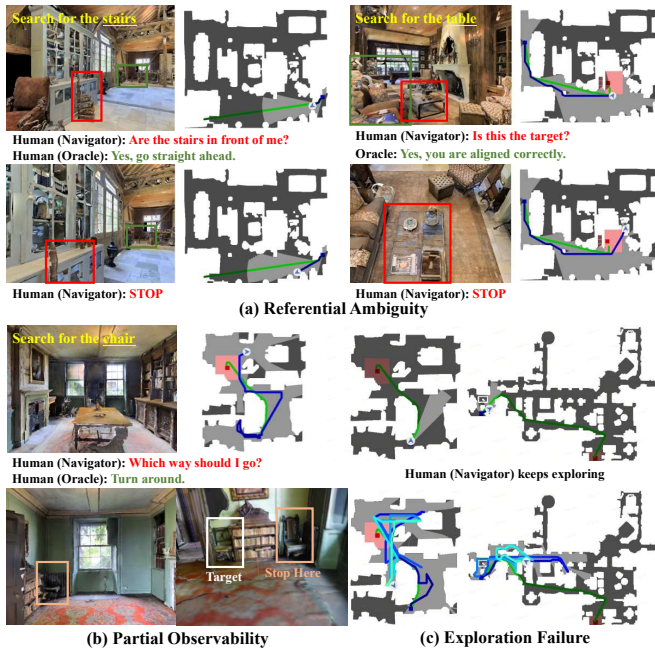 Search for the stairs
Search for the table
Human (Navigator): Are the stairs in front of me?
Human (Oracle): Yes, go straight ahead.
Human (Navigator): Is this the target?
Oracle: Yes, you are aligned correctly.
Human (Navigator): STOP
Human (Navigator): STOP
(a) Referential Ambiguity
Search for the chair
Human (Navigator): Which way should I go?
Human (Oracle): Turn around.
Human (Navigator) keeps exploring
Target
Stop Here
(b) Partial Observability
(c) Exploration Failure